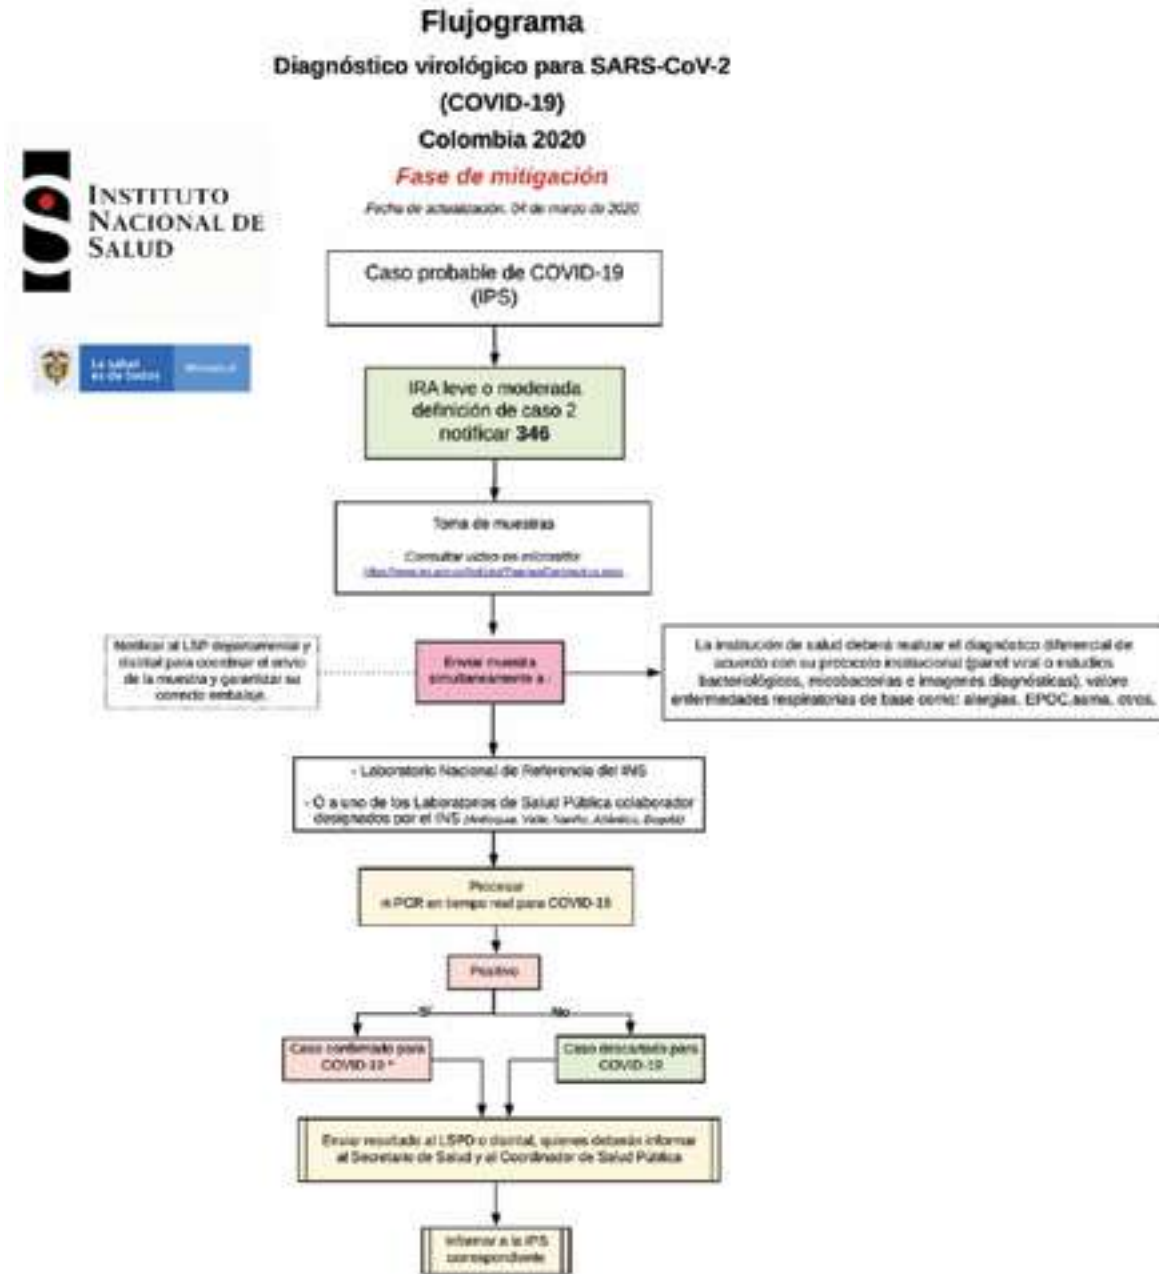 Flujograma
Diagnóstico virológico para SARS-CoV-2
(COVID-19)
Colombia 2020
Fase de mitigación
Fecha de actualización, 04 de marzo de 2020
INSTITUTO
NACIONAL DE
SALUD
La salud
es de todos
Minsalud
Caso probable de COVID-19
(IPS)
IRA leve o moderada
definición de caso 2
notificar 346
Toma de muestras
Consultar video en micrositio
Notificar al LSP departamental y
distrital para coordinar el envío
de la muestra y garantizar su
correcto embalaje.
Enviar muestra
simultáneamente a -
La institución de salud deberá realizar el diagnóstico diferencial de
acuerdo con su protocolo institucional (panel viral o estudios
bacteriológicos, micobacterias e imagenes diagnósticas), valore
enfermedades respiratorias de base como: alergias, EPOC,asma, otros.
- Laboratorio Nacional de Referencia del INS
- O a uno de los Laboratorios de Salud Pública colaborador
designados por el INS (Antioquia, Valle, Nariño, Atlántico, Bogotá)
Procesar
PCR en tiempo real para COVID-19
Positivo
Si
No
Caso confirmado para
COVID-19 *
Caso descartado para
COVID-19
Enviar resultado al LSPD o distrital, quienes deberán informar
al Secretario de Salud y al Coordinador de Salud Pública
Informar a la IPS
correspondiente